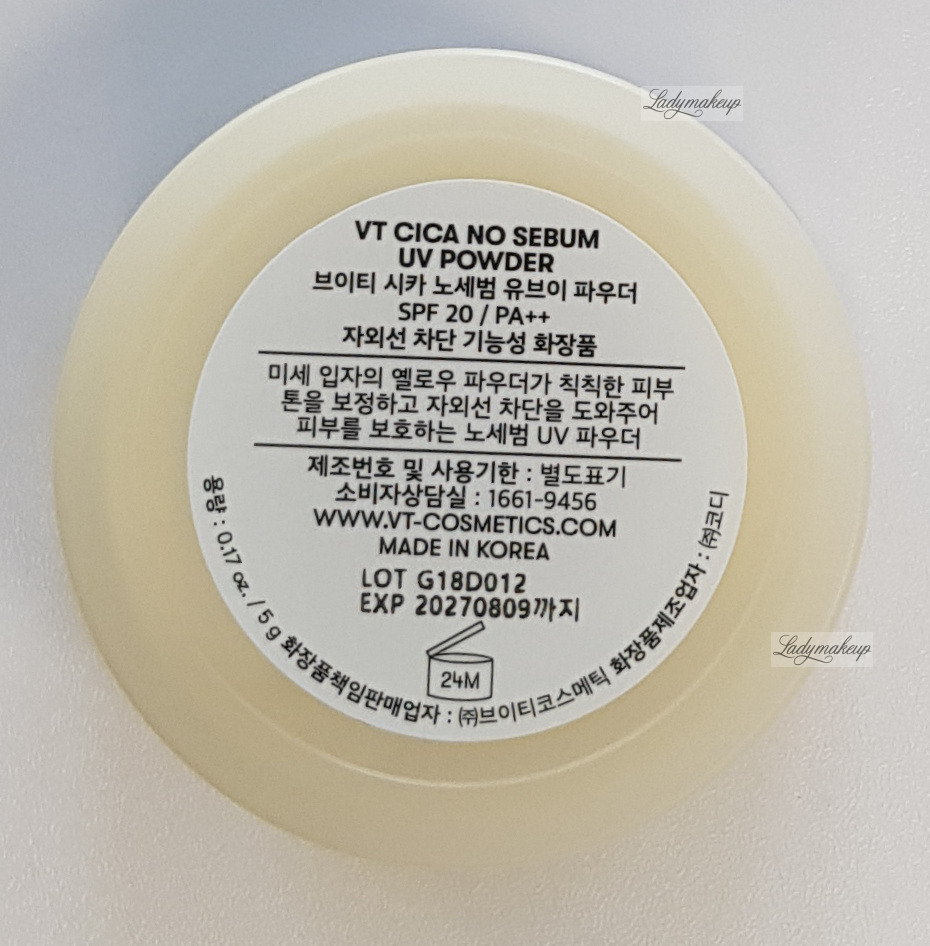 Ladymakeup
VT CICA NO SEBUM
UV POWDER
브이티 시카 노세범 유브이 파우더
SPF 20 / PA++
자외선 차단 기능성 화장품
미세 입자의 옐로우 파우더가 칙칙한 피부
톤을 보정하고 자외선 차단을 도와주어
피부를 보호하는 노세범 UV 파우더
제조번호 및 사용기한 : 별도표기
소비자상담실 : 1661-9456
WWW.VT-COSMETICS.COM
MADE IN KOREA
LOT G18D012
EXP 20270809까지
24M
용량 : 0.17 oz. / 5 g 화장품책임판매업자 : ㈜브이티코스메틱 화장품제조업자 : ㈜코디
Ladymakeup